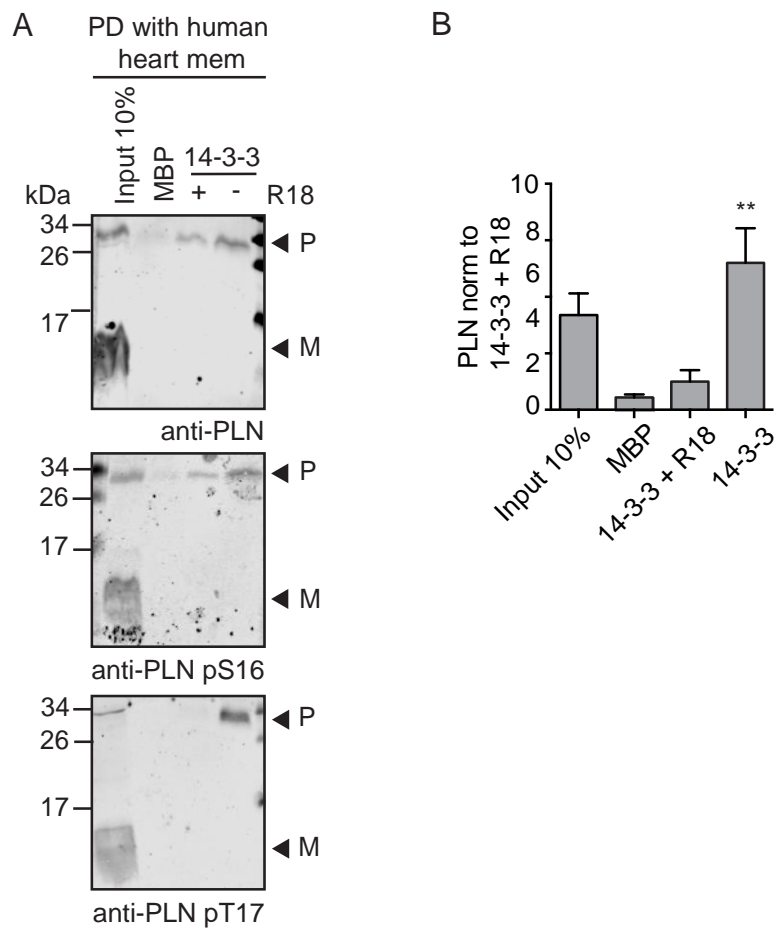 A
PD with human
heart mem
Input 10%
MBP
14-3-3
+ -
kDa
R18
34
26
17
P
M
anti-PLN
34
26
17
P
M
anti-PLN pS16
34
26
17
P
M
anti-PLN pT17
B
PLN norm to
14-3-3 + R18
10
8
6
4
2
0
**
Input 10%
MBP
14-3-3 + R18
14-3-3